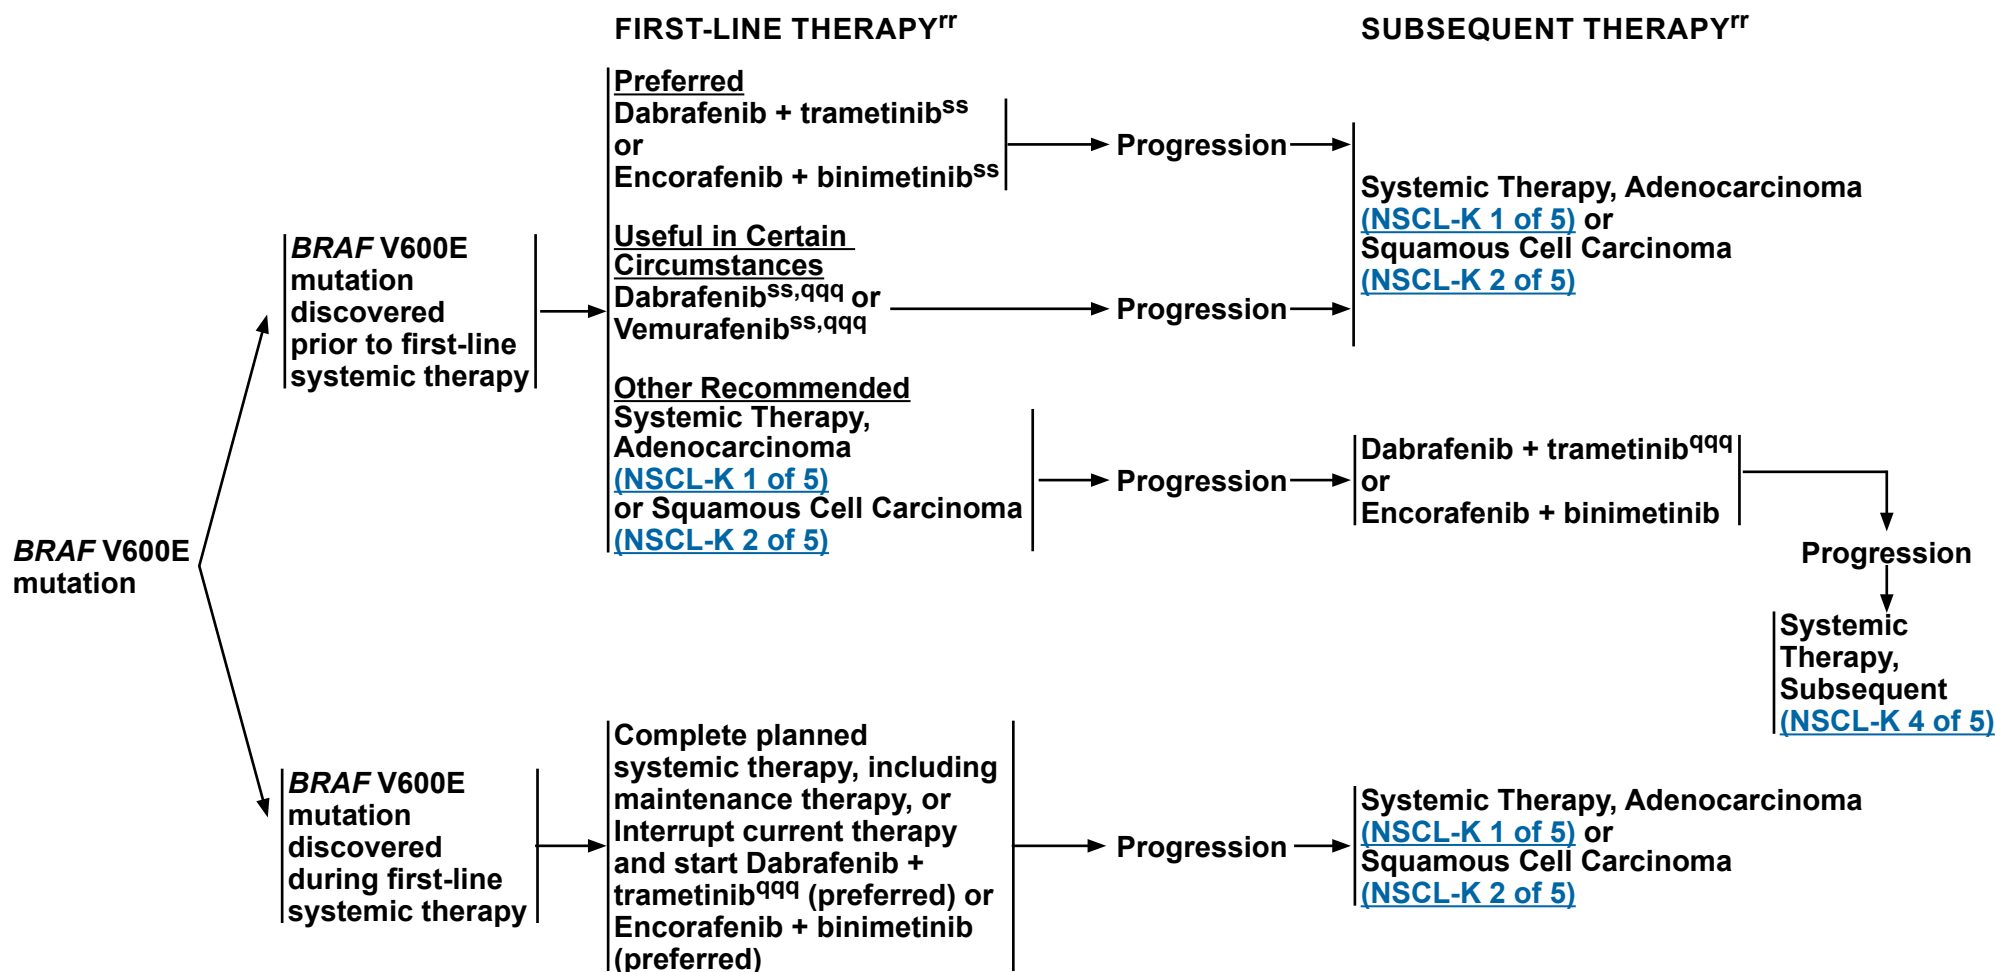 FIRST-LINE THERAPYrr
SUBSEQUENT THERAPYrr
BRAF V600E
mutation
BRAF V600E
mutation
discovered
prior to first-line
systemic therapy
Preferred
Dabrafenib + trametinibss
or
Encorafenib + binimetinibss
Progression
Useful in Certain
Circumstances
Dabrafenibss,qqq or
Vemurafenibss,qqq
Progression
Systemic Therapy, Adenocarcinoma
(NSCL-K 1 of 5) or
Squamous Cell Carcinoma
(NSCL-K 2 of 5)
Other Recommended
Systemic Therapy,
Adenocarcinoma
(NSCL-K 1 of 5)
or Squamous Cell Carcinoma
(NSCL-K 2 of 5)
Progression
Dabrafenib + trametinibqqq
or
Encorafenib + binimetinib
Progression
Systemic
Therapy,
Subsequent
(NSCL-K 4 of 5)
BRAF V600E
mutation
discovered
during first-line
systemic therapy
Complete planned
systemic therapy, including
maintenance therapy, or
Interrupt current therapy
and start Dabrafenib +
trametinibqqq (preferred) or
Encorafenib + binimetinib
(preferred)
Progression
Systemic Therapy, Adenocarcinoma
(NSCL-K 1 of 5) or
Squamous Cell Carcinoma
(NSCL-K 2 of 5)